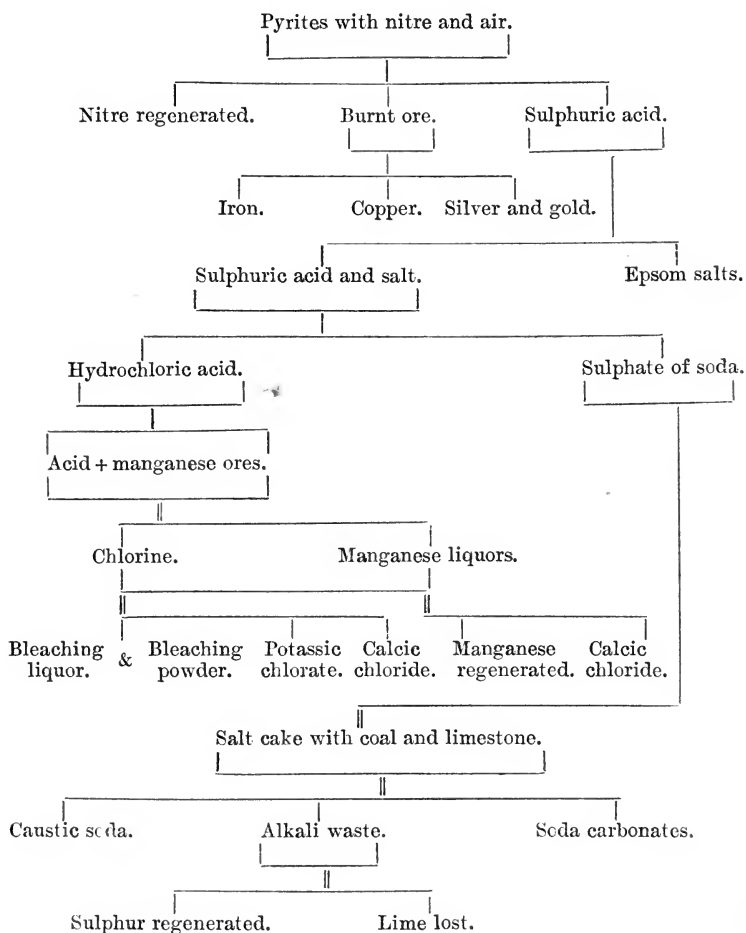 Pyrites with nitre and air.
Nitre regenerated. Burnt ore. Sulphuric acid.
Iron. Copper. Silver and gold.
Sulphuric acid and salt. Epsom salts.
Hydrochloric acid. Sulphate of soda.
Acid + manganese ores.
Chlorine. Manganese liquors.
Bleaching & Bleaching Potassic Calcic Manganese Calcic
liquor. powder. chlorate. chloride. regenerated. chloride.
Salt cake with coal and limestone.
Caustic soda. Alkali waste. Soda carbonates.
Sulphur regenerated. Lime lost.